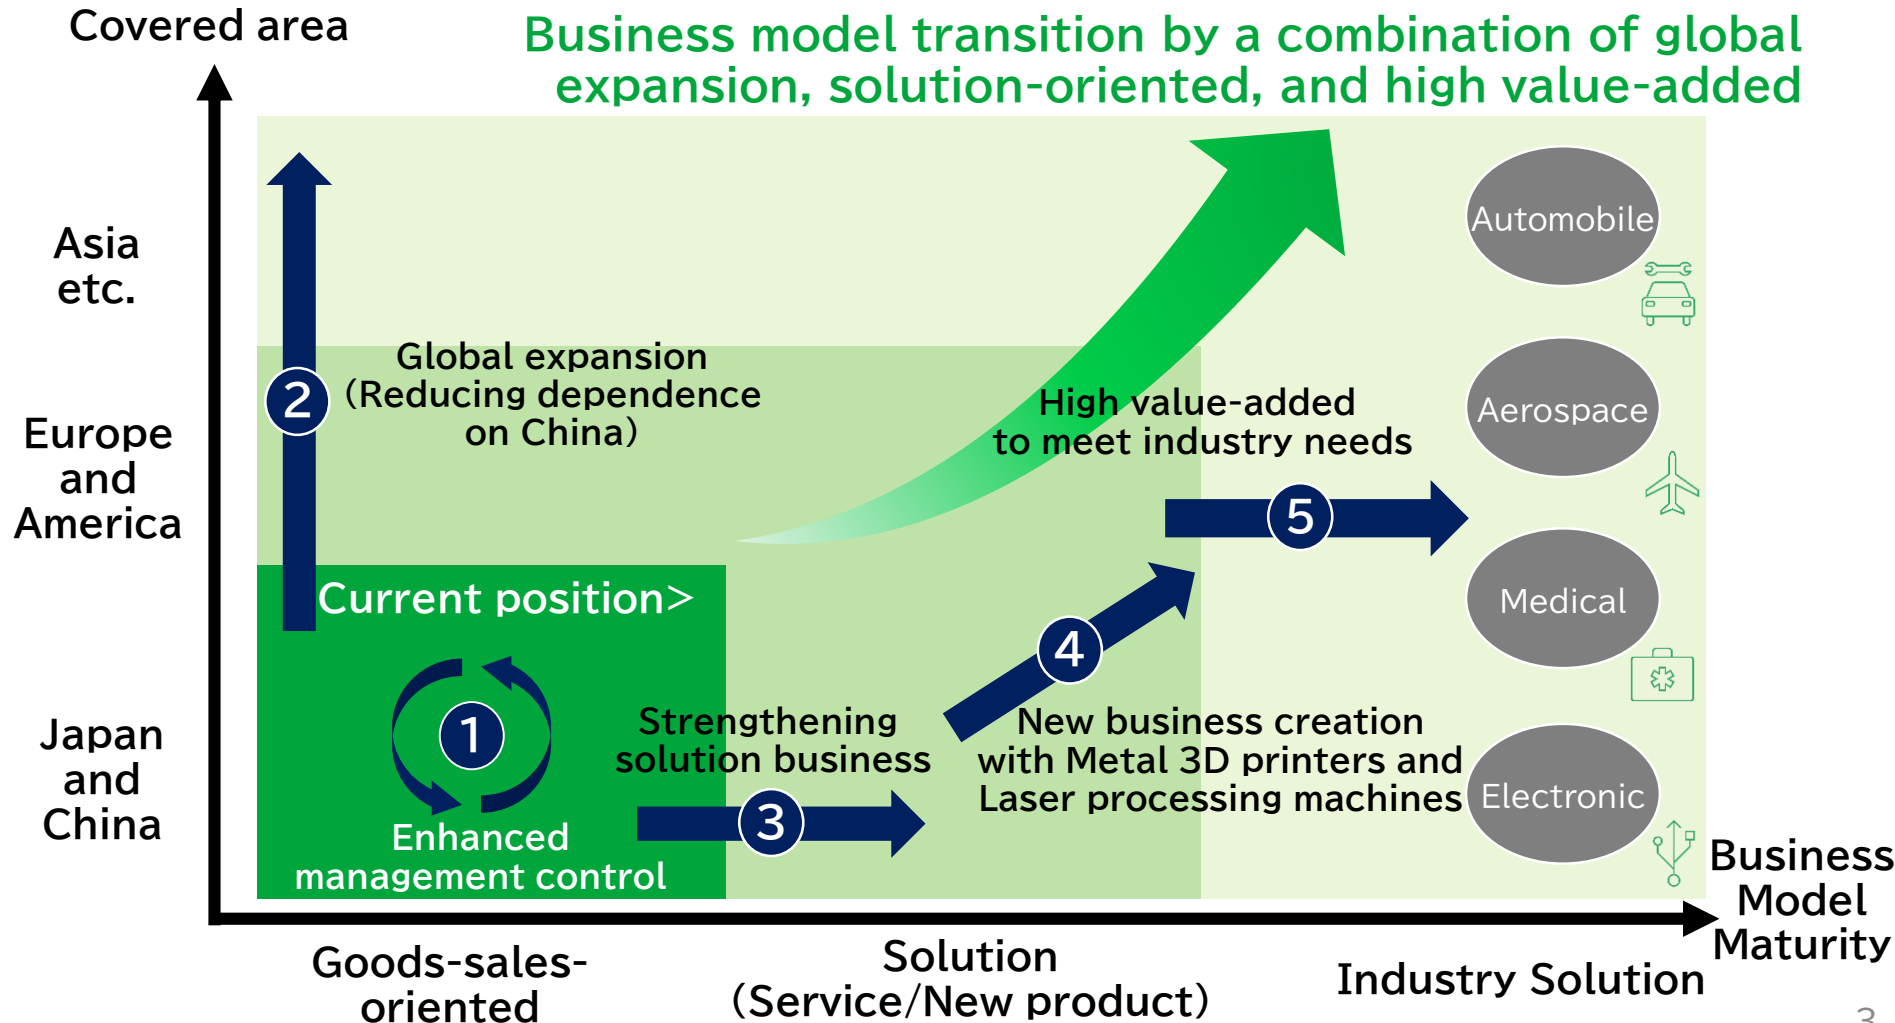 Covered area
Business model transition by a combination of global
expansion, solution-oriented, and high value-added
Asia
etc.
Europe
and
America
Japan
and
China
2
Global expansion
(Reducing dependence
on China)
High value-added
to meet industry needs
5
Current position>
1
Enhanced
management control
Strengthening
solution business
3
4
New business creation
with Metal 3D printers and
Laser processing machines
Automobile
Aerospace
Medical
Electronic
Business
Model
Maturity
Goods-sales-
oriented
Solution
(Service/New product)
Industry Solution
3